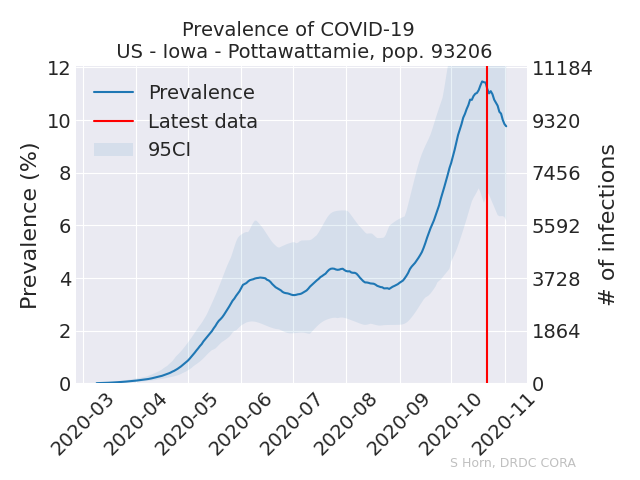 Prevalence of COVID-19
US - Iowa - Pottawattamie, pop. 93206
Prevalence (%)
12
10
8
6
4
2
0
Prevalence
Latest data
95CI
11184
9320
7456
5592
3728
1864
0
# of infections
2020-03
2020-04
2020-05
2020-06
2020-07
2020-08
2020-09
2020-10
2020-11
S Horn, DRDC CORA